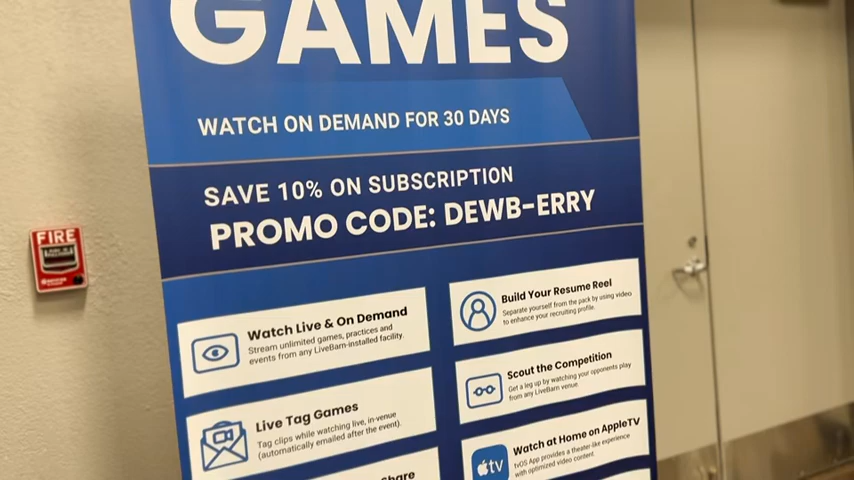 GAMES
WATCH ON DEMAND FOR 30 DAYS
SAVE 10% ON SUBSCRIPTION
PROMO CODE: DEWB-ERRY
FIRE
Watch Live & On Demand
Stream unlimited games, practices and
events from any LiveBarn-installed facility.
Live Tag Games
Tag clips while watching live, in-venue
(automatically emailed after the event).
Share
Build Your Resume Reel
Separate yourself from the pack by using video
to enhance your recruiting profile.
Scout the Competition
Get a leg up by watching your opponents play
from any LiveBarn venue.
tv
Watch at Home on AppleTV
tvOS App provides a theater-like experience
with optimized video content.